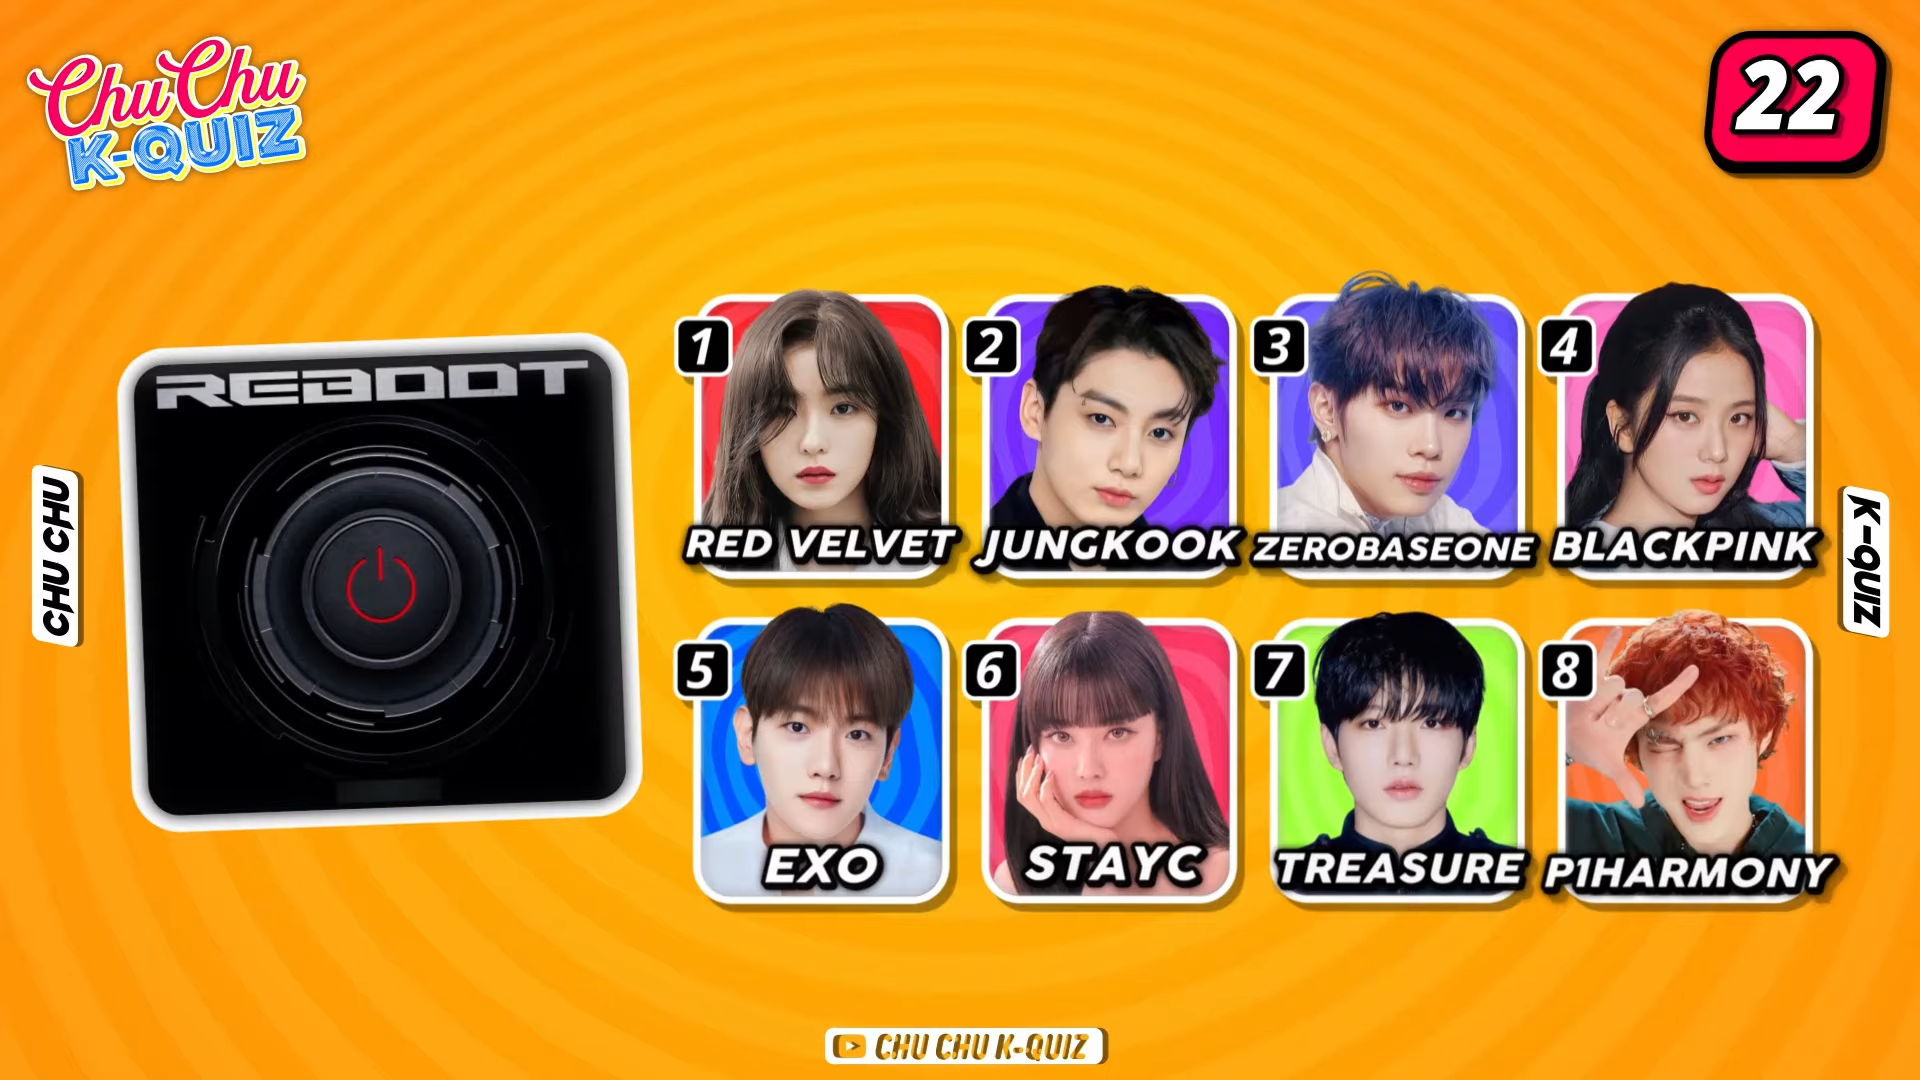 Chu Chu
K-QUIZ
22
REBOOT
1
2
3
4
RED VELVET
JUNGKOOK
ZEROBASEONE
BLACKPINK
5
6
7
8
EXO
STAYC
TREASURE
P1HARMONY
CHU CHU
K-QUIZ
CHU CHU K-QUIZ